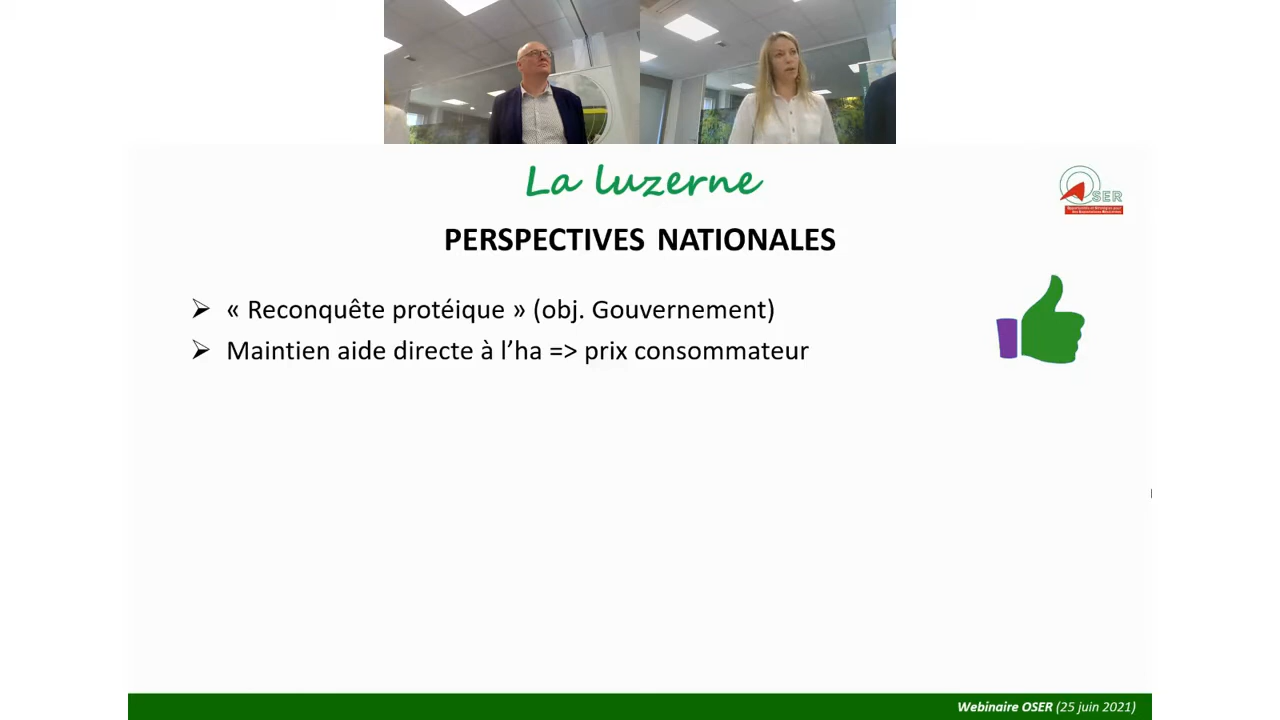 La luzerne
SER
PERSPECTIVES NATIONALES
« Reconquête protéique » (obj. Gouvernement)
Maintien aide directe à l’ha => prix consommateur
Webinaire OSER (25 juin 2021)